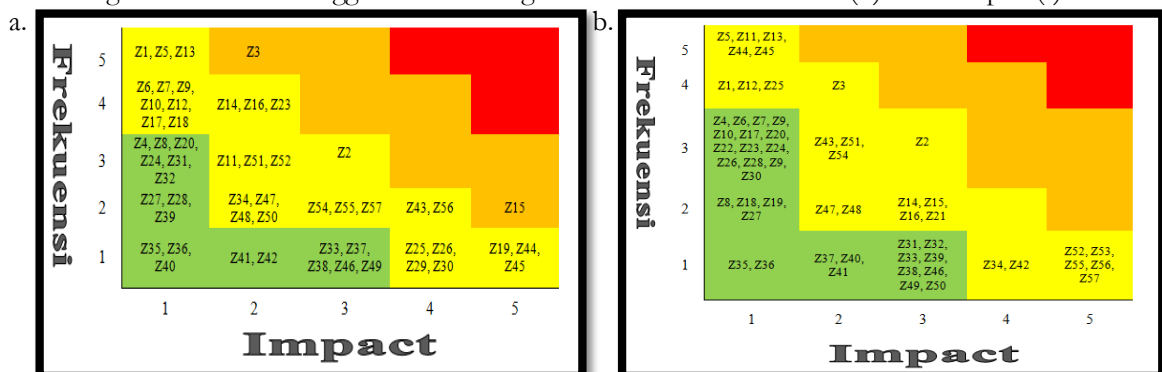 a.
Frekuensi
5
Z1, Z5, Z13
Z3
4
Z6, Z7, Z9,
Z10, Z12,
Z17, Z18
Z14, Z16, Z23
3
Z4, Z8, Z20,
Z24, Z31,
Z32
Z11, Z51, Z52
Z2
2
Z27, Z28,
Z39
Z34, Z47,
Z48, Z50
Z54, Z55, Z57
Z43, Z56
Z15
1
Z35, Z36,
Z40
Z41, Z42
Z33, Z37,
Z38, Z46, Z49
Z25, Z26,
Z29, Z30
Z19, Z44,
Z45
1 2 3 4 5
Impact
b.
Frekuensi
5
Z5, Z11, Z13,
Z44, Z45
4
Z1, Z12, Z25
Z3
3
Z4, Z6, Z7, Z9,
Z10, Z17, Z20,
Z22, Z23, Z24,
Z26, Z28, Z9,
Z30
Z43, Z51,
Z54
Z2
2
Z8, Z18, Z19,
Z27
Z47, Z48
Z14, Z15,
Z16, Z21
1
Z35, Z36
Z37, Z40,
Z41
Z31, Z32,
Z33, Z39,
Z38, Z46,
Z49, Z50
Z34, Z42
Z52, Z53,
Z55, Z56,
Z57
1 2 3 4 5
Impact